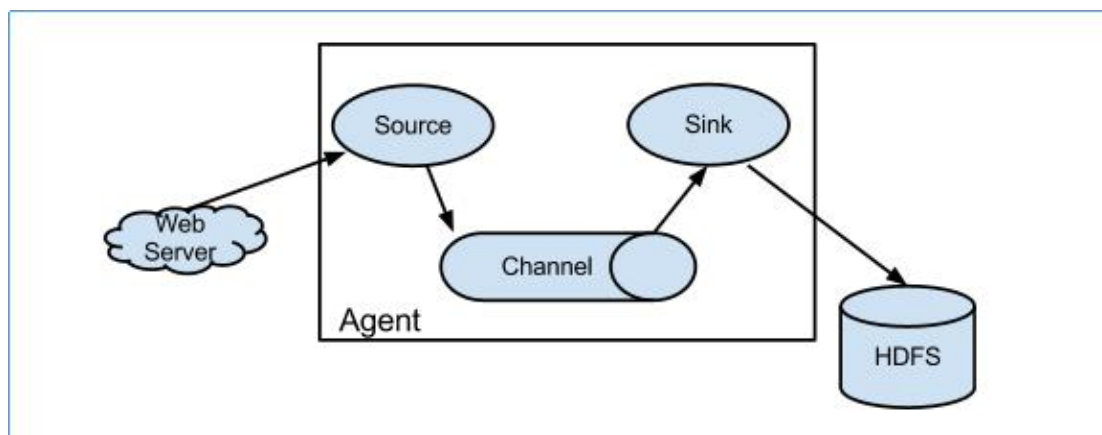 Source
Sink
Web
Server
Channel
Agent
HDFS